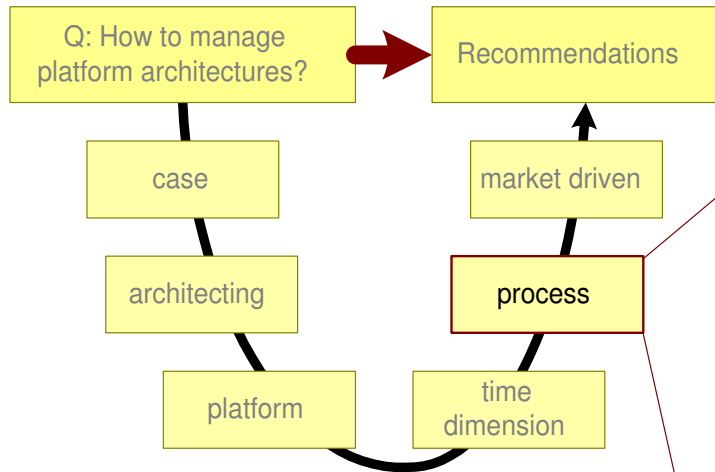 Q: How to manage
platform architectures?
Recommendations
case
market driven
architecting
process
platform
time
dimension